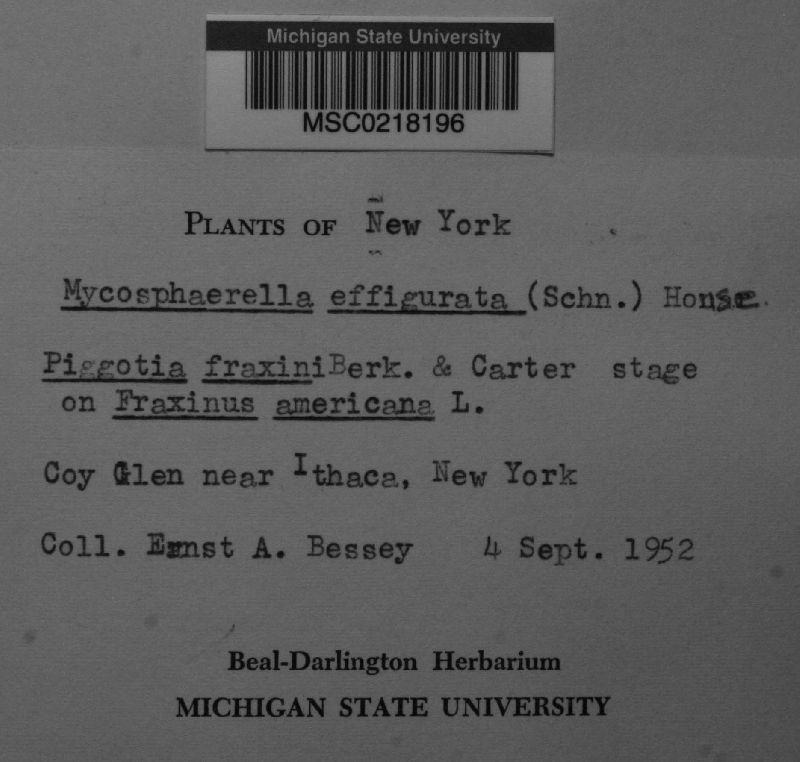 Michigan State University
MSC0218196
PLANTS OF New York
Mycosphaerella effigurata (Schn.) House.
Piggotia fraxini Berk. & Carter stage
on Fraxinus americana L.
Coy Glen near Ithaca, New York
Coll. Ernst A. Bessey 4 Sept. 1952
Beal-Darlington Herbarium
MICHIGAN STATE UNIVERSITY